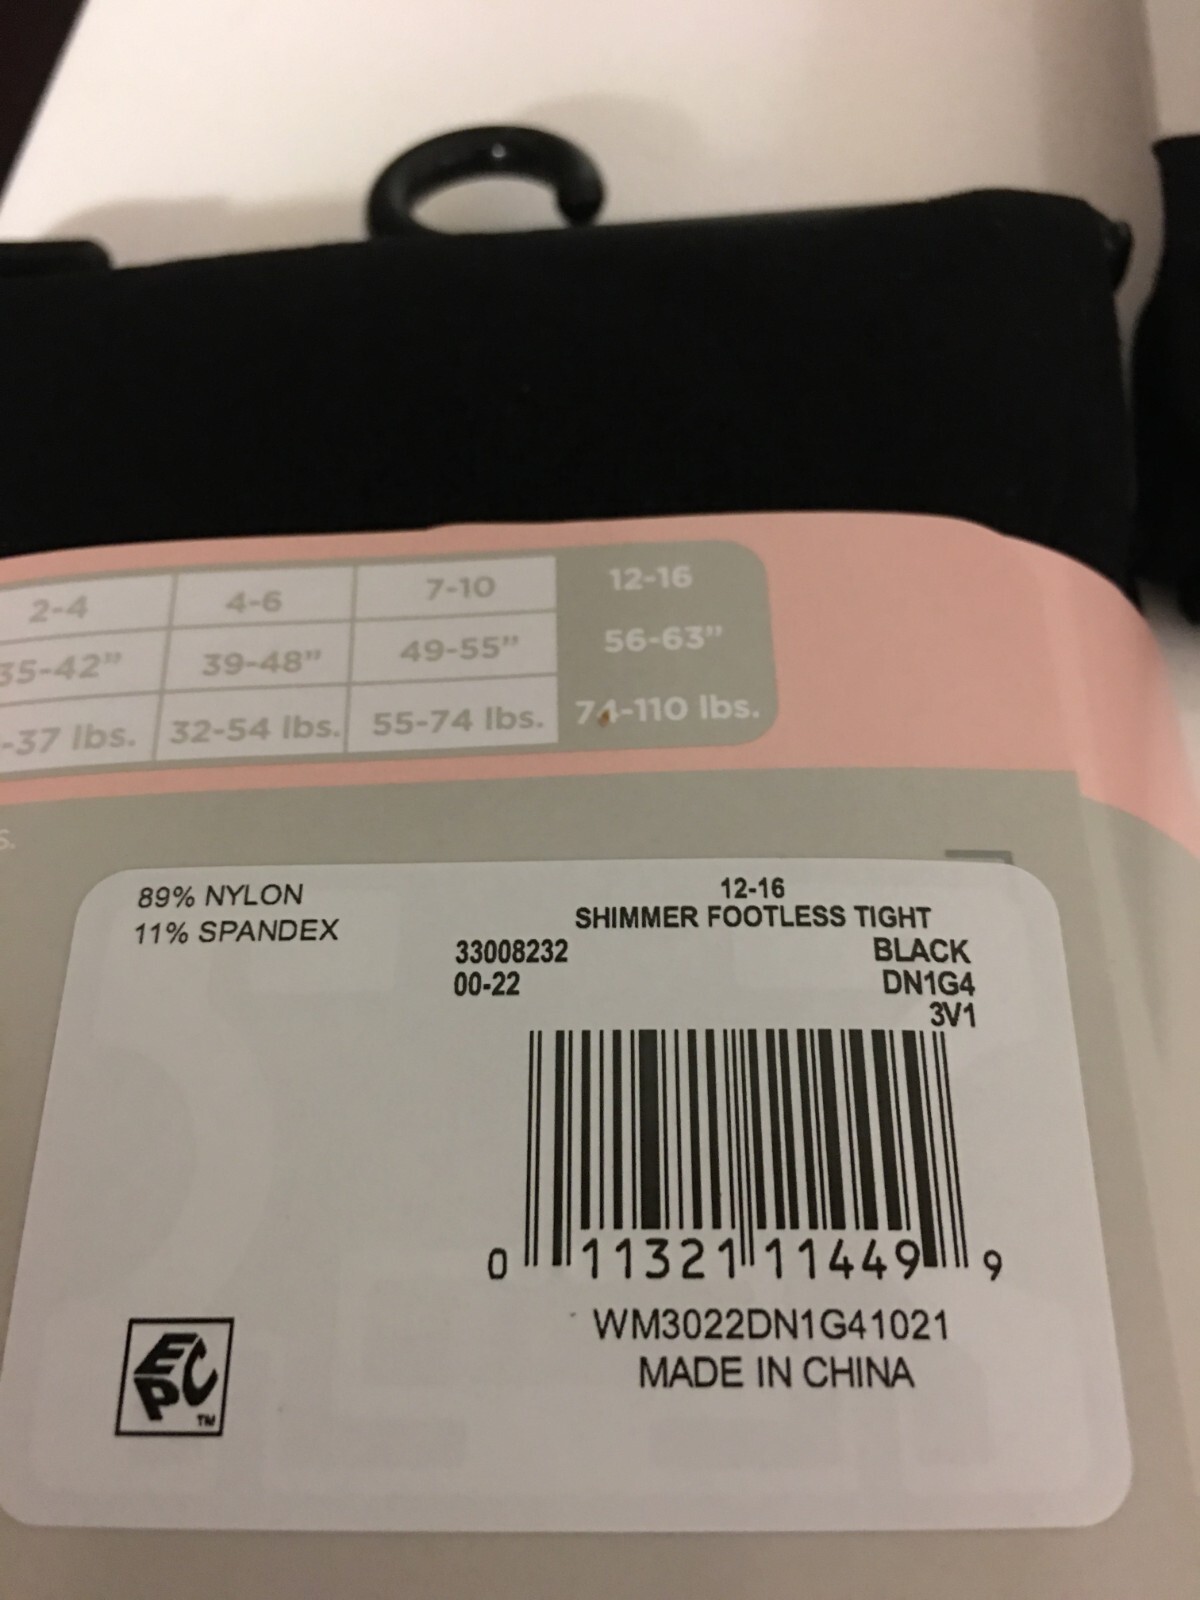 2-4 4-6 7-10 12-16
35-42" 39-48" 49-55" 56-63"
-37 lbs. 32-54 lbs. 55-74 lbs. 74-110 lbs.
s.
89% NYLON
11% SPANDEX
12-16
SHIMMER FOOTLESS TIGHT
33008232 BLACK
00-22 DN1G4
3V1
0 11321 11449 9
WM3022DN1G41021
MADE IN CHINA
EPC
TM